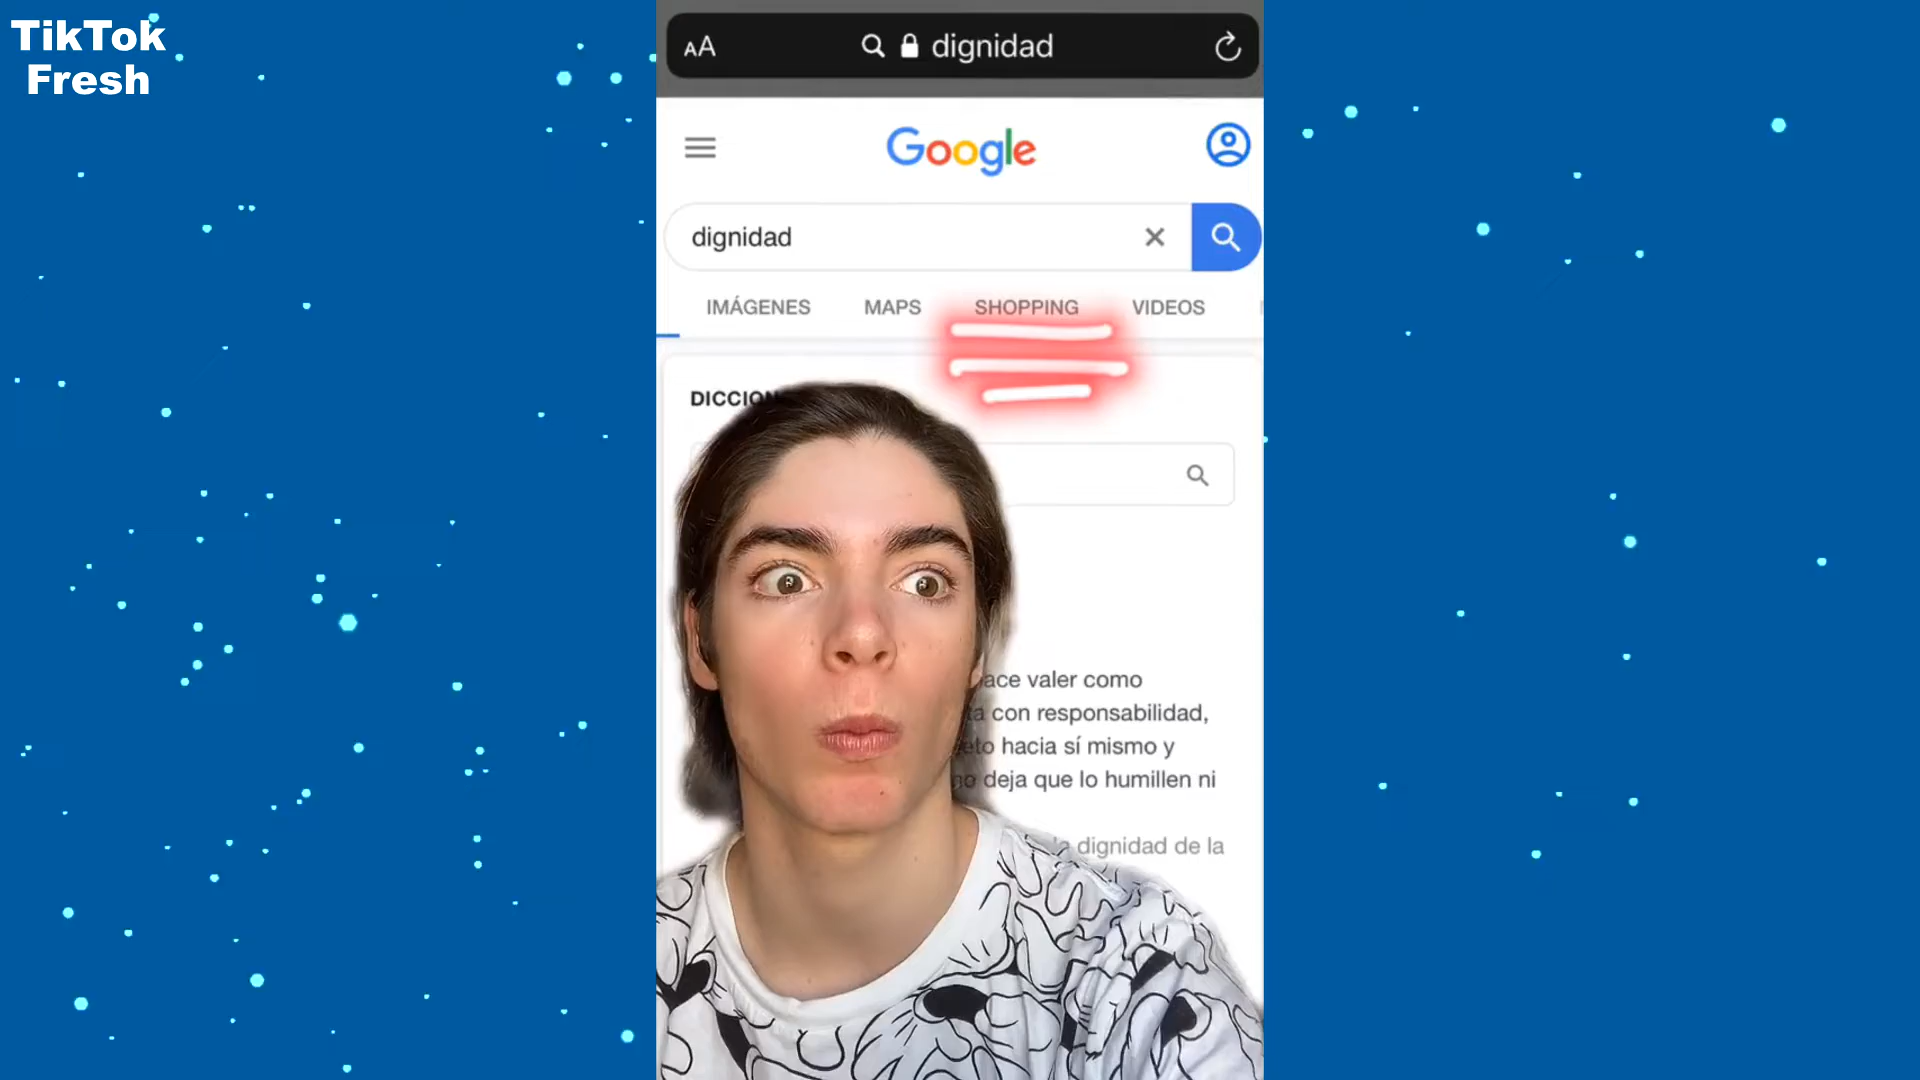 TikTok
Fresh
AA dignidad
Google
dignidad
IMÁGENES MAPS SHOPPING VIDEOS
con responsabilidad,
valer como
hacia sí mismo y
deja que lo humillen ni
dignidad de la